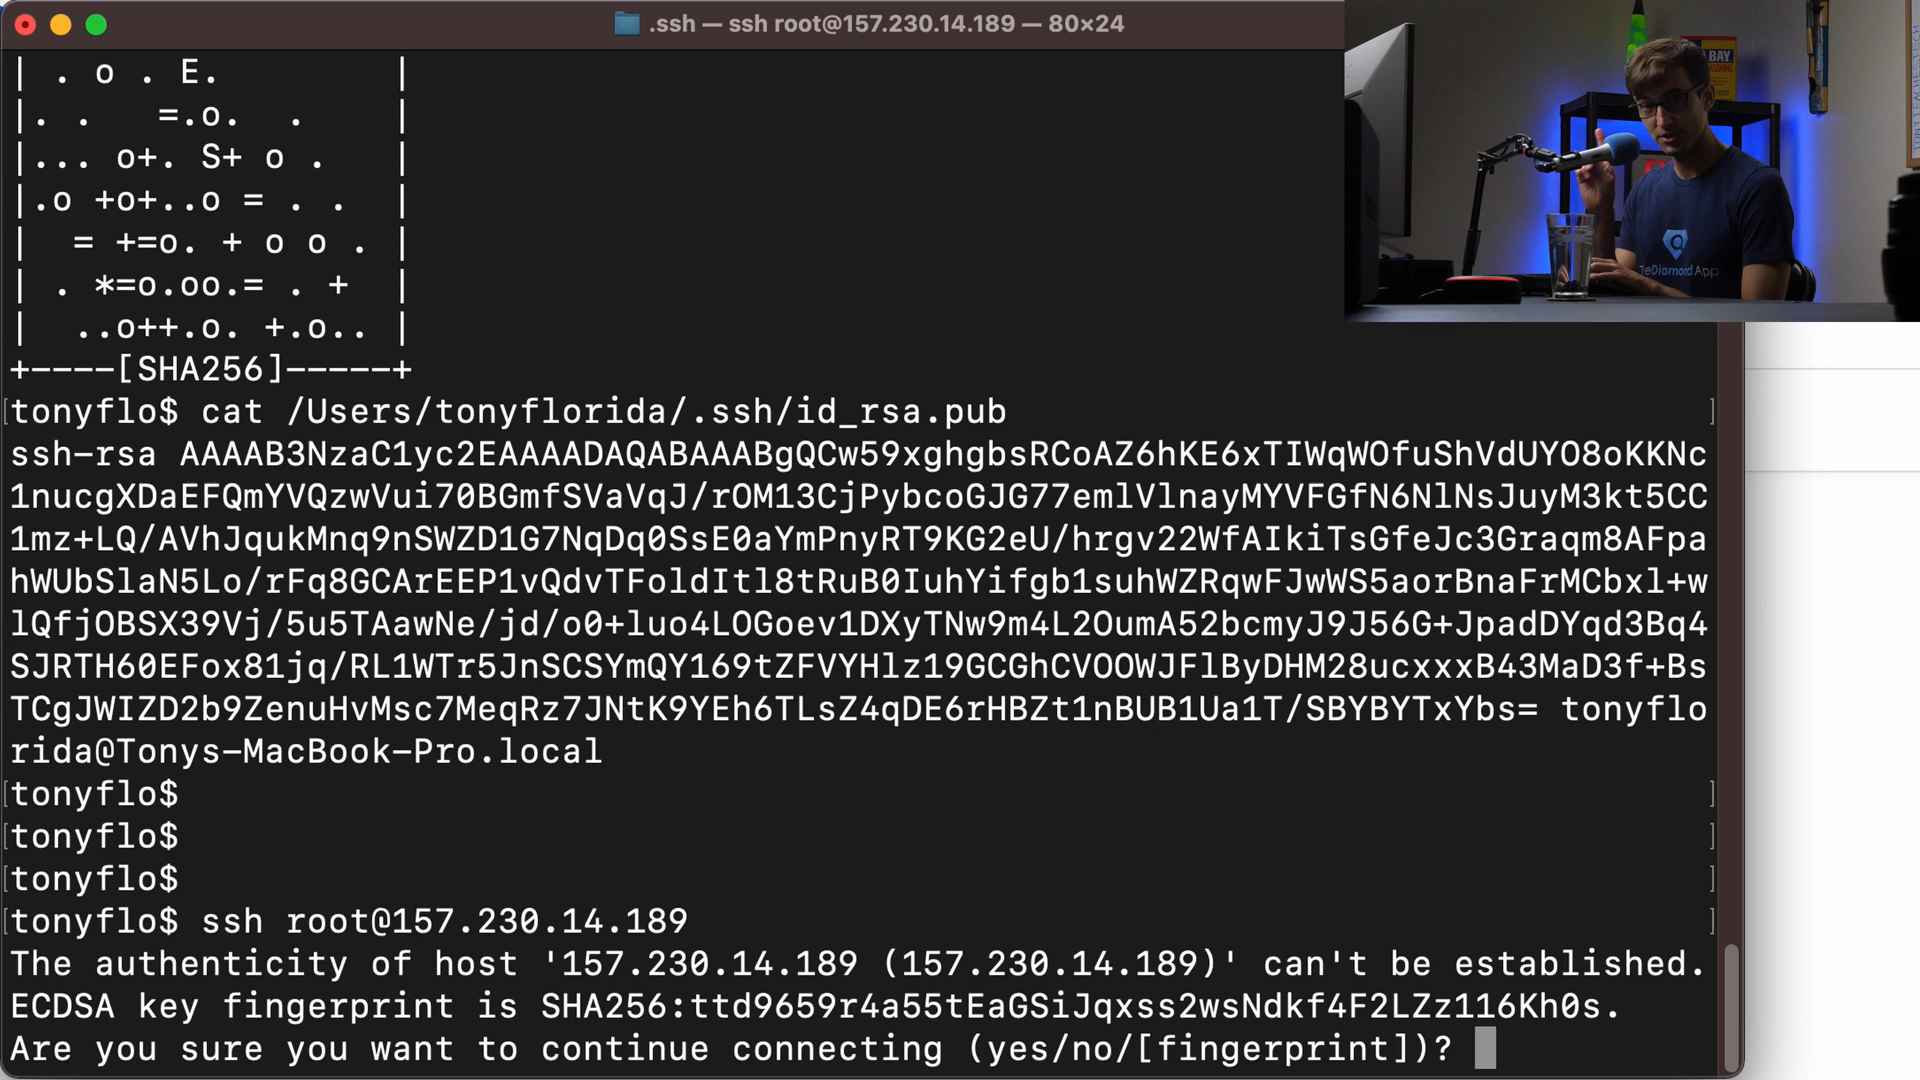 .ssh — ssh root@157.230.14.189 — 80×24
| . o . E.         |
|. .   =.o.  .     |
|... o+. S+ o .    |
|.o +o+..o = . .   |
|  = +=o. + o o .  |
| . *=o.oo.= . +   |
|  ..o++.o. +.o..  |
+----[SHA256]-----+
tonyflo$ cat /Users/tonyflorida/.ssh/id_rsa.pub
ssh-rsa AAAAB3NzaC1yc2EAAAADAQABAAABgQCw59xghgbsRCoAZ6hKE6xTIWqWOfuShVdUYO8oKKNc
1nucgXDaEFQmYVQzwVui70BGmfSVaVqJ/rOM13CjPybcoGJG77emlVlnayMYVFGfN6NlNsJuyM3kt5CC
1mz+LQ/AVhJqukMnq9nSWZD1G7NqDq0SsE0aYmPnyRT9KG2eU/hrgv22WfAIkiTsGfeJc3Graqm8AFpa
hWUbSlaN5Lo/rFq8GCArEEP1vQdvTFoldItl8tRuB0IuhYifgb1suhWZRqwFJwWS5aorBnaFrMCbxl+w
lQfjOBSX39Vj/5u5TAawNe/jd/o0+luo4LOGoev1DXyTNw9m4L2OumA52bcmyJ9J56G+JpadDYqd3Bq4
SJRTH60EFox81jq/RL1WTr5JnSCSYmQY169tZFVYHlz19GCGhCVOOWJFlByDHM28ucxxxB43MaD3f+Bs
TCgJWIZD2b9ZenuHvMsc7MeqRz7JNtK9YEh6TLsZ4qDE6rHBZt1nBUB1Ua1T/SBYBYTxYbs= tonyflo
rida@Tonys-MacBook-Pro.local
tonyflo$
tonyflo$
tonyflo$
tonyflo$ ssh root@157.230.14.189
The authenticity of host '157.230.14.189 (157.230.14.189)' can't be established.
ECDSA key fingerprint is SHA256:ttd9659r4a55tEaGSiJqxss2wsNdkf4F2LZz116Kh0s.
Are you sure you want to continue connecting (yes/no/[fingerprint])?
BAY
Diamond App